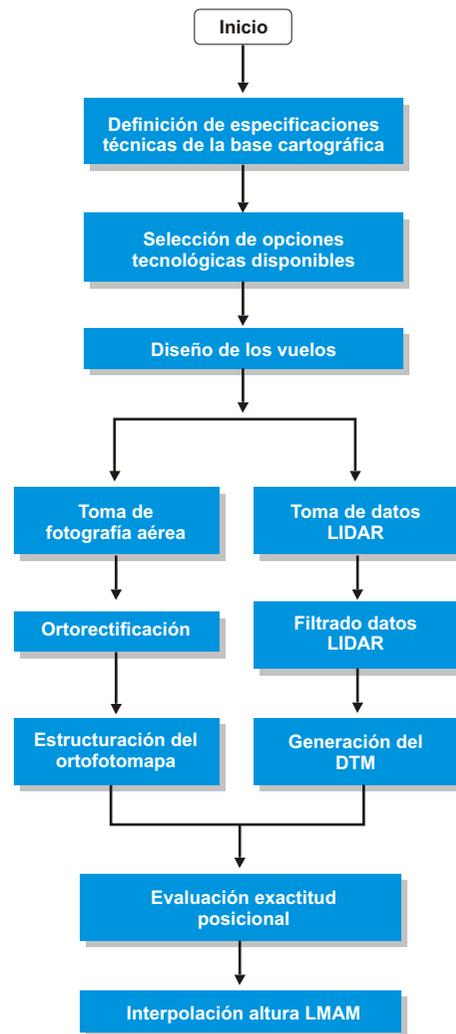 Inicio
Definición de especificaciones
técnicas de la base cartográfica
Selección de opciones
tecnológicas disponibles
Diseño de los vuelos
Toma de
fotografía aérea
Toma de datos
LIDAR
Ortorectificación
Filtrado datos
LIDAR
Estructuración del
ortofotomapa
Generación del
DTM
Evaluación exactitud
posicional
Interpolación altura LMAM